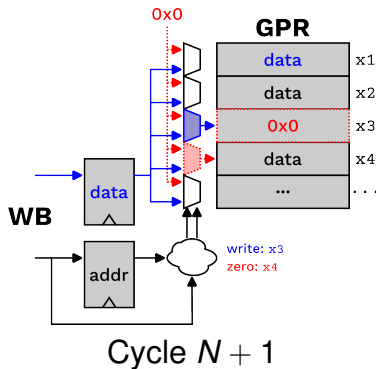 0x0
GPR
data x1
data x2
0x0 x3
data x4
... ...
data
WB
addr
write: x3
zero: x4
Cycle N + 1